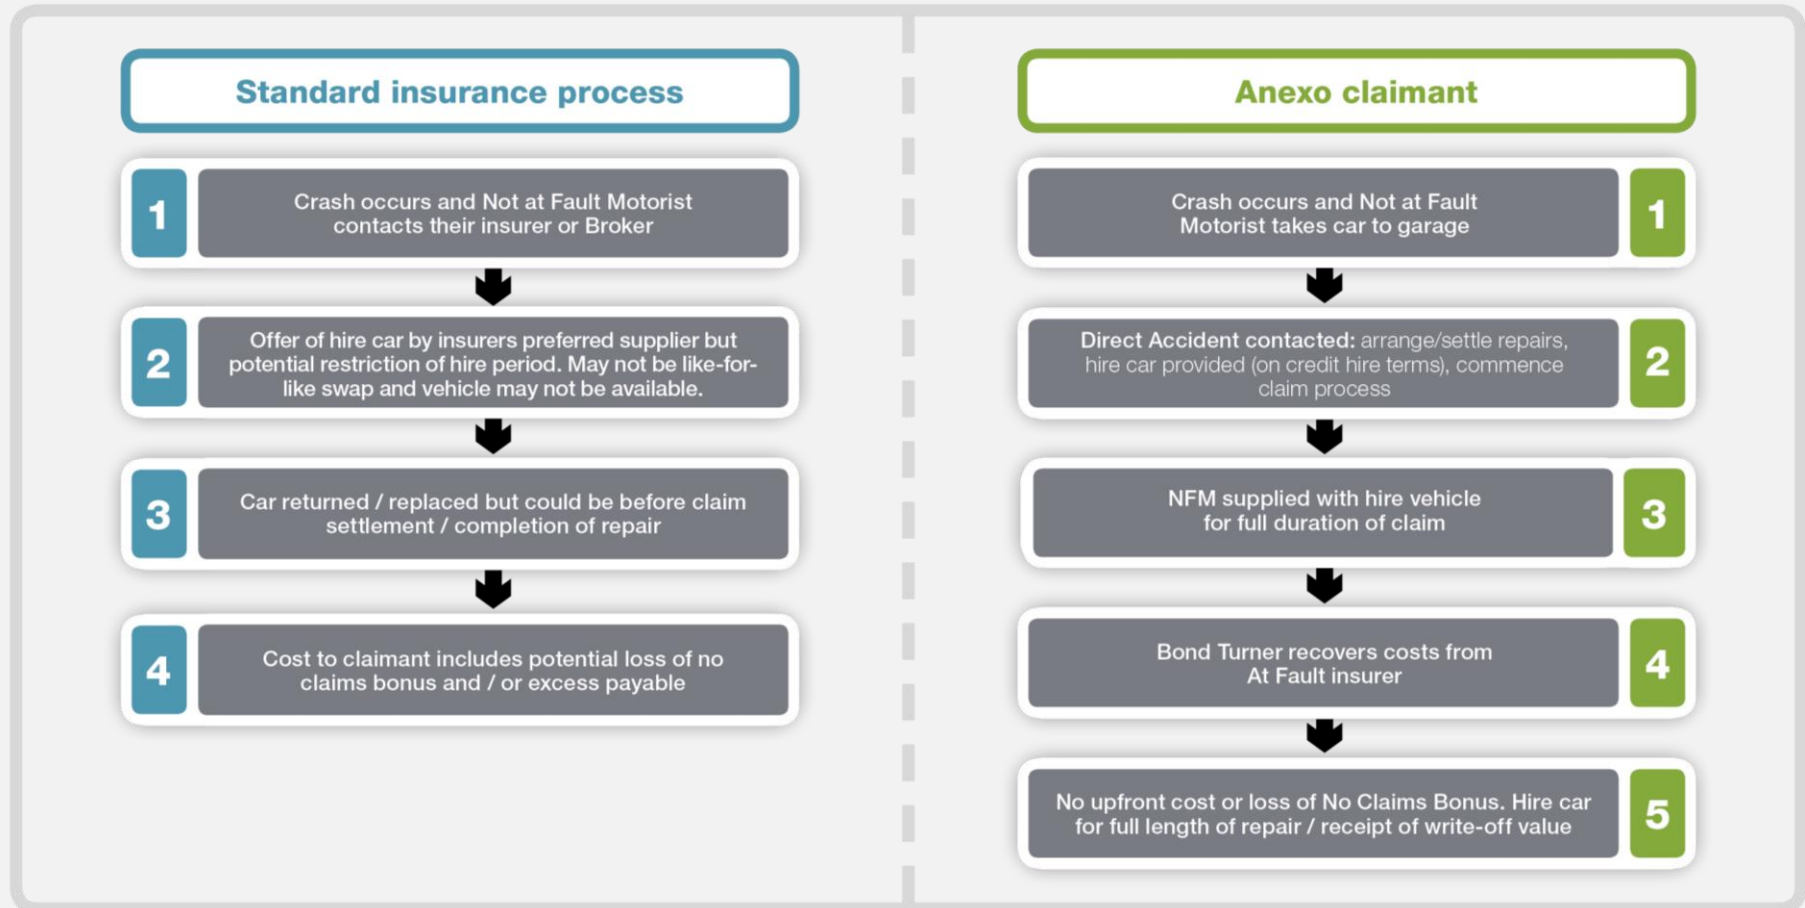 Standard insurance process
1
Crash occurs and Not at Fault Motorist
contacts their insurer or Broker
2
Offer of hire car by insurers preferred supplier but
potential restriction of hire period. May not be like-for-
like swap and vehicle may not be available.
3
Car returned / replaced but could be before claim
settlement / completion of repair
4
Cost to claimant includes potential loss of no
claims bonus and / or excess payable
Anexo claimant
Crash occurs and Not at Fault
Motorist takes car to garage
1
Direct Accident contacted: arrange/settle repairs,
hire car provided (on credit hire terms), commence
claim process
2
NFM supplied with hire vehicle
for full duration of claim
3
Bond Turner recovers costs from
At Fault insurer
4
No upfront cost or loss of No Claims Bonus. Hire car
for full length of repair / receipt of write-off value
5